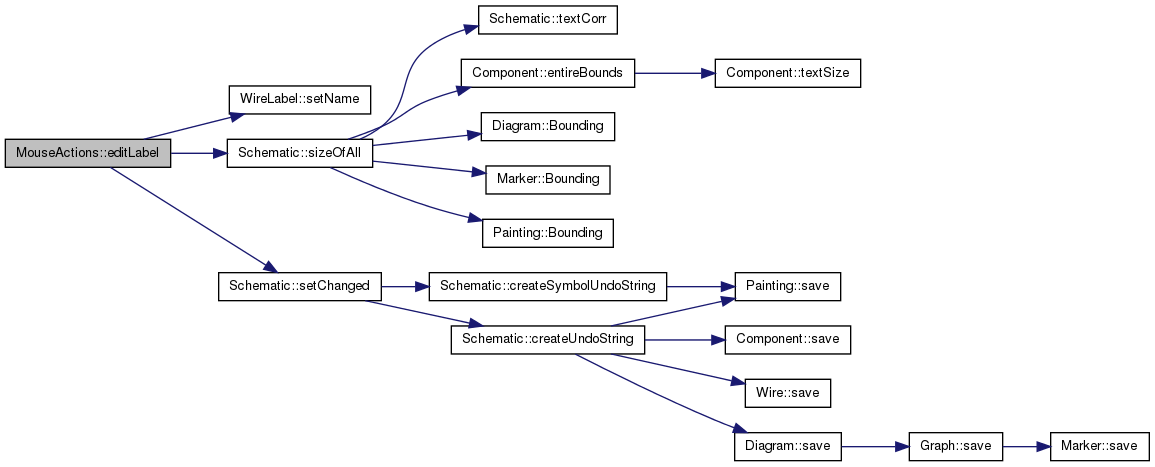 Schematic::textCorr
Component::entireBounds
Component::textSize
WireLabel::setName
Diagram::Bounding
MouseActions::editLabel
Schematic::sizeOfAll
Marker::Bounding
Painting::Bounding
Schematic::setChanged
Schematic::createSymbolUndoString
Painting::save
Schematic::createUndoString
Component::save
Wire::save
Diagram::save
Graph::save
Marker::save